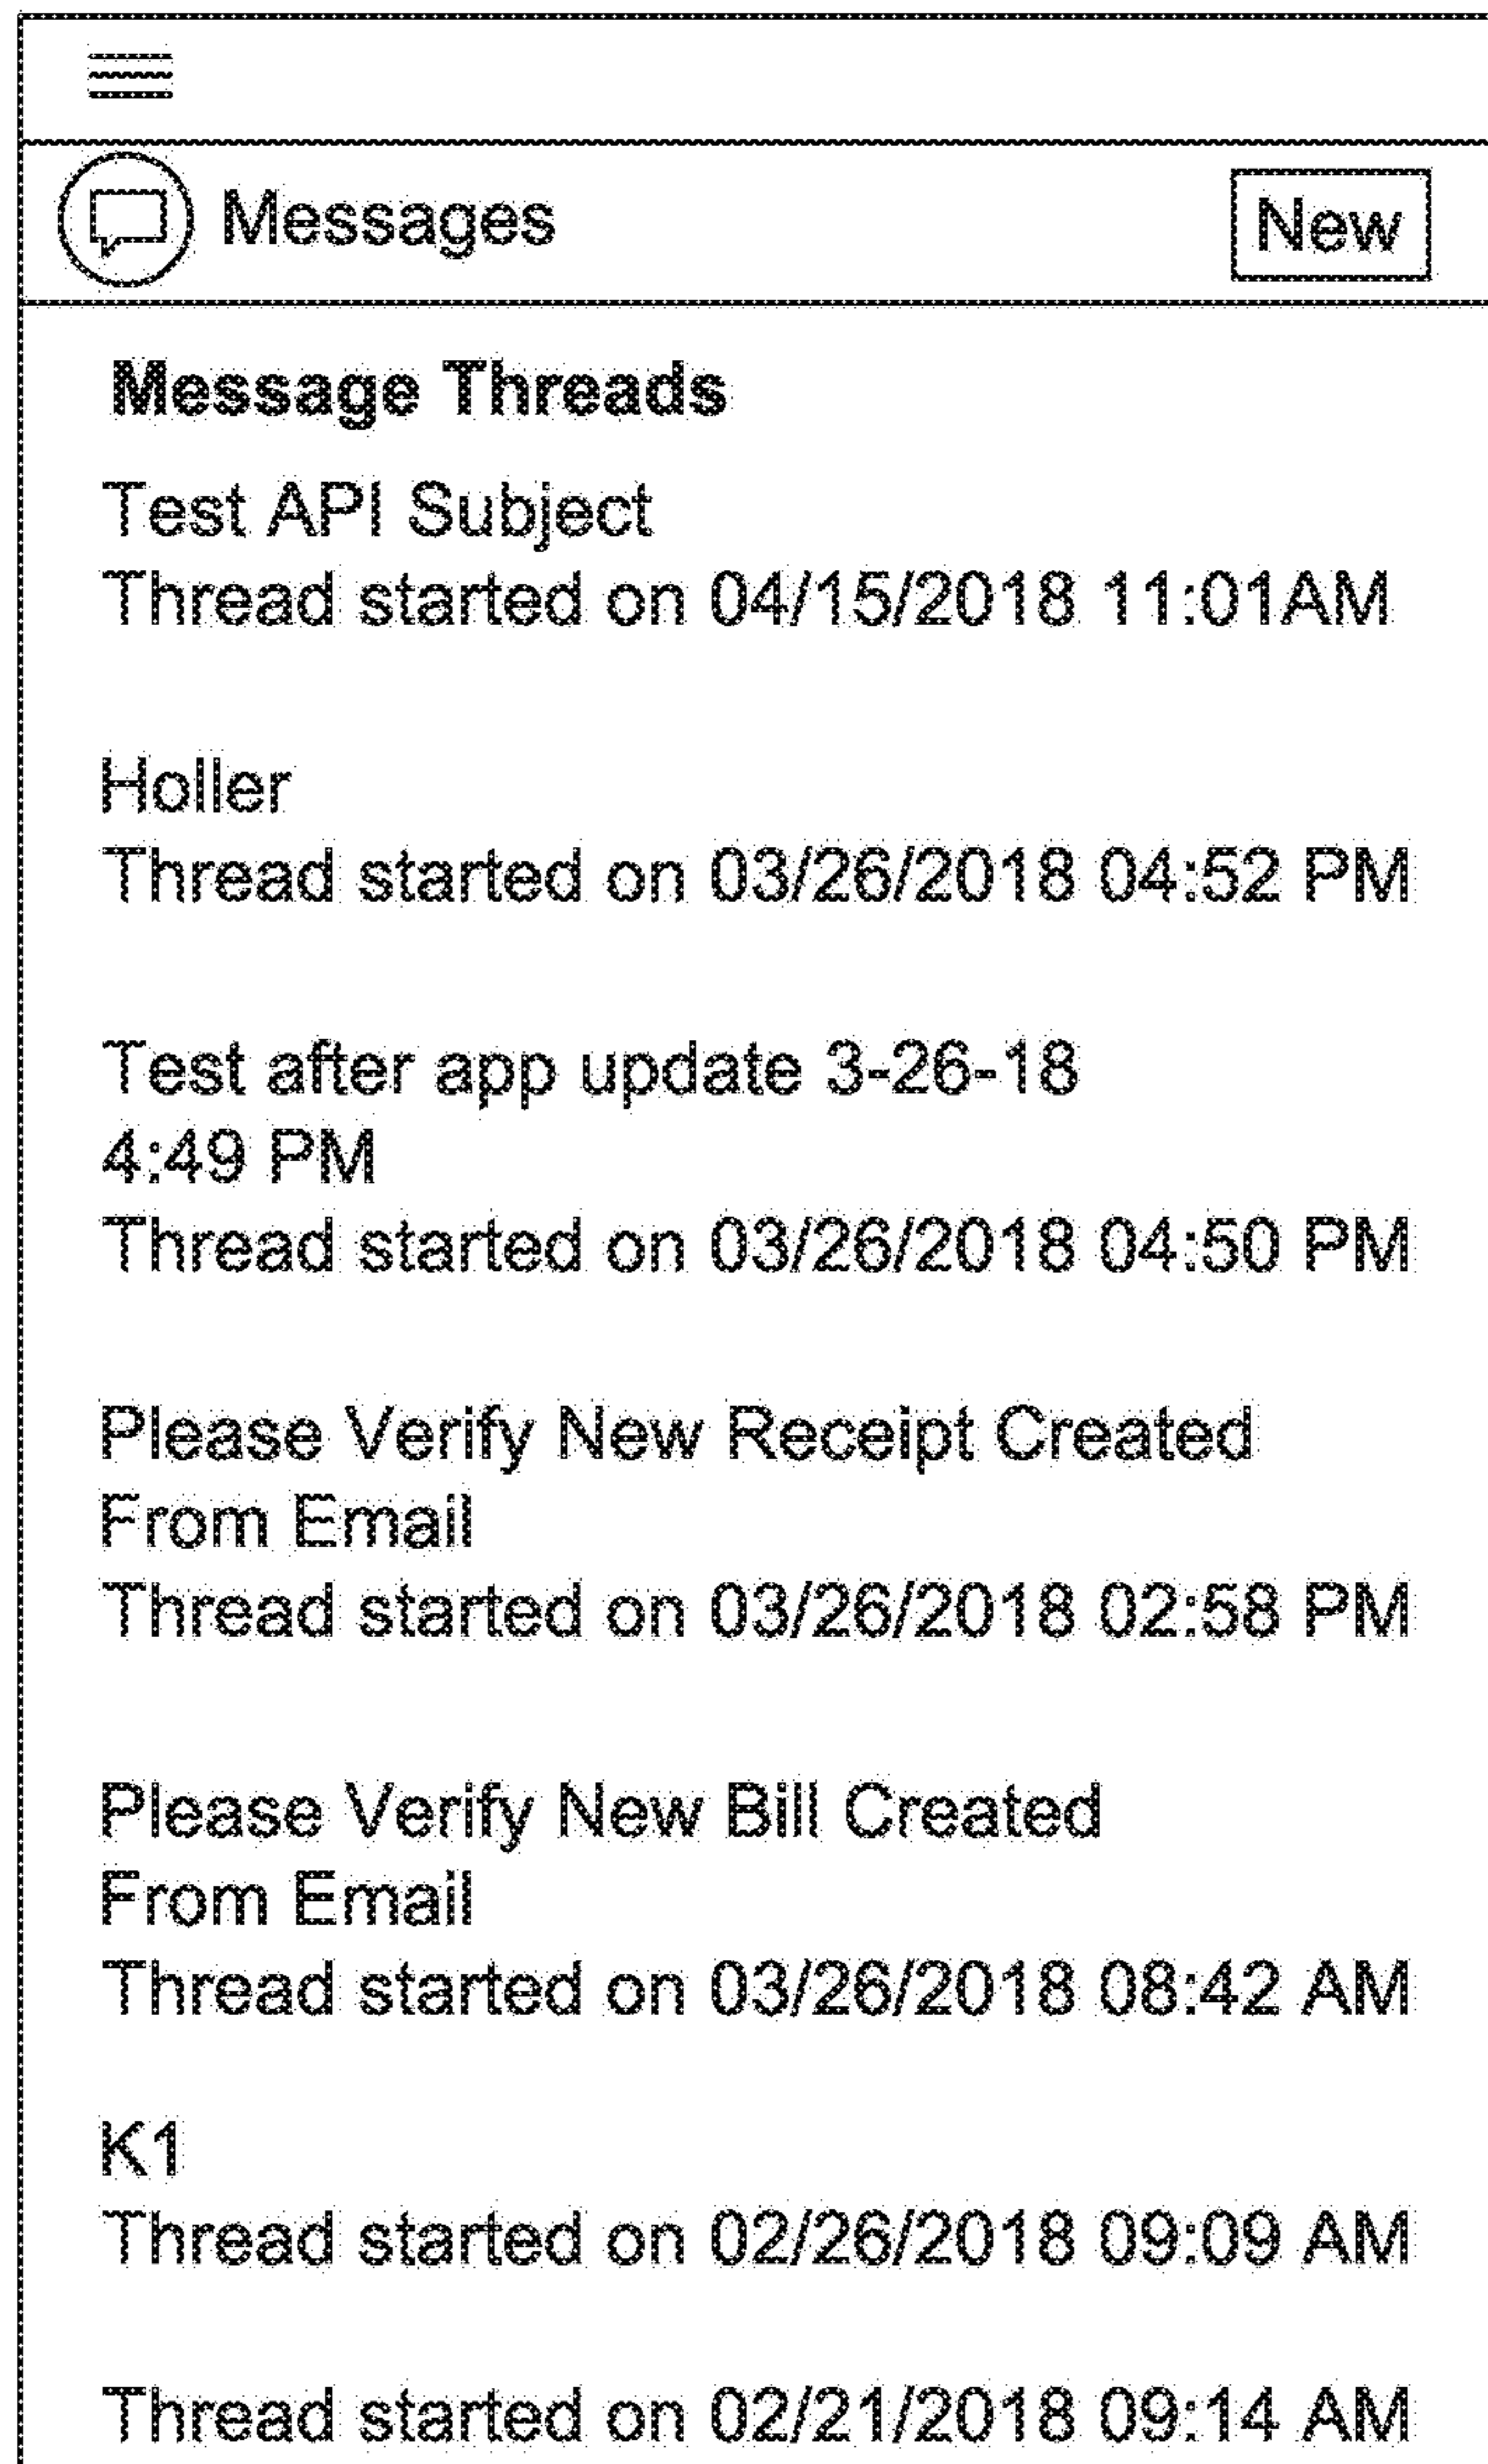 Messages
New
Message Threads
Test API Subject
Thread started on 04/15/2018 11:01AM
Holler
Thread started on 03/26/2018 04:52 PM
Test after app update 3-26-18
4:49 PM
Thread started on 03/26/2018 04:50 PM
Please Verify New Receipt Created
From Email
Thread started on 03/26/2018 02:58 PM
Please Verify New Bill Created
From Email
Thread started on 03/26/2018 08:42 AM
K1
Thread started on 02/26/2018 09:09 AM
Thread started on 02/21/2018 09:14 AM